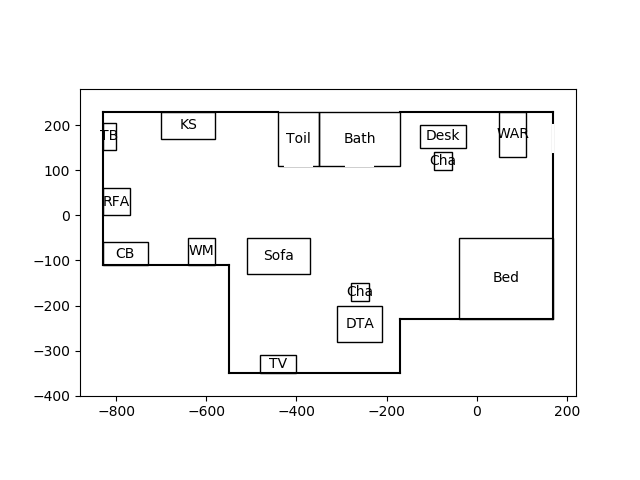 200
100
0
−100
−200
−300
−400
−800
−600
−400
−200
0
200
TB
KS
Toil
Bath
Desk
WAR
Cha
RFA
CB
WM
Sofa
Bed
Cha
DTA
TV